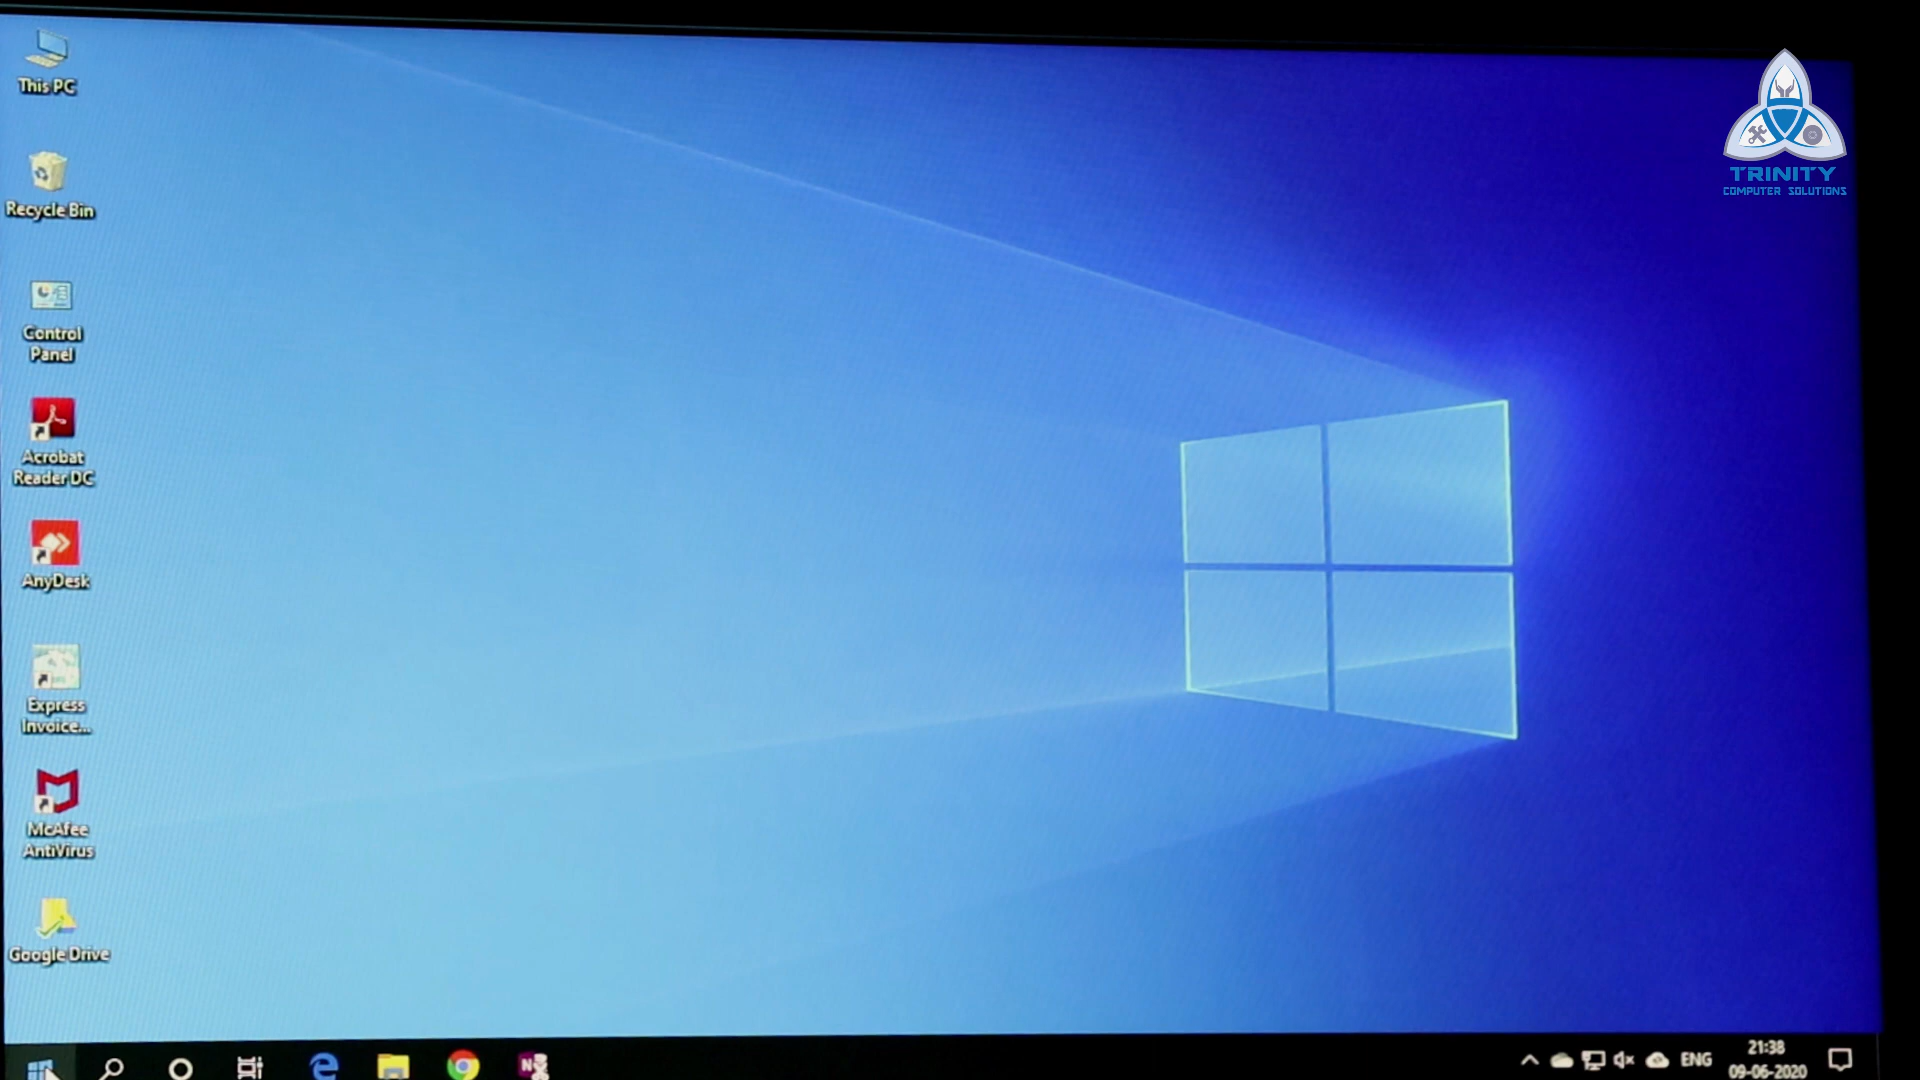 This PC
Recycle Bin
Control
Panel
Acrobat
Reader DC
AnyDesk
Express
Invoice...
McAfee
AntiVirus
Google Drive
TRINITY
COMPUTER SOLUTIONS
N
ENG
21:38
09-06-2020